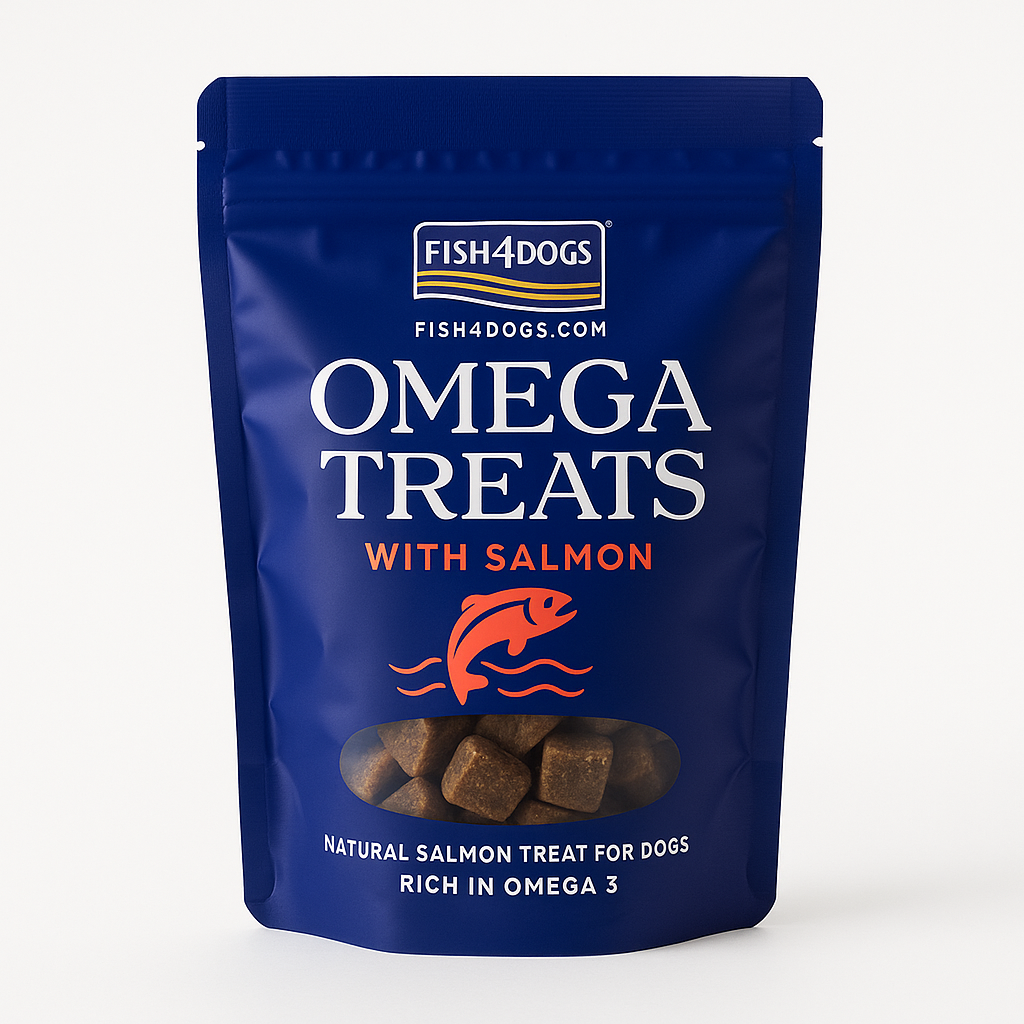 FISH4DOGS®
FISH4DOGS.COM
OMEGA
TREATS
WITH SALMON
NATURAL SALMON TREAT FOR DOGS
RICH IN OMEGA 3